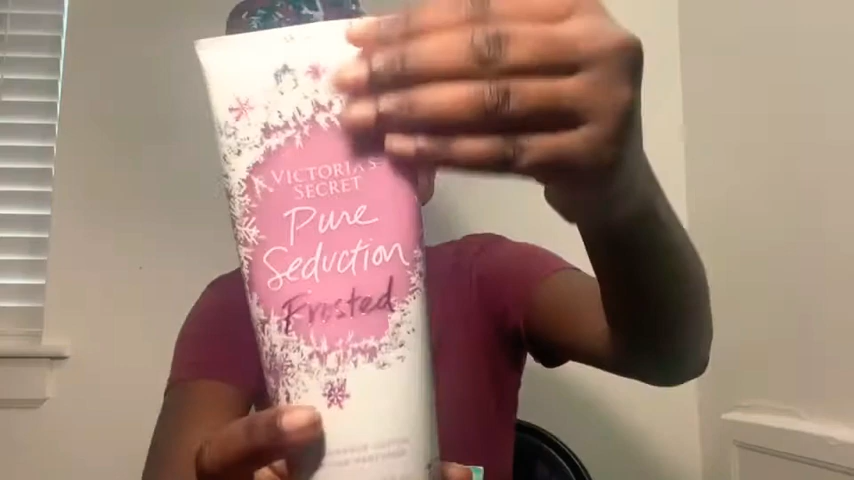 VICTORIA'S
SECRET
Pure
Seduction
Frosted